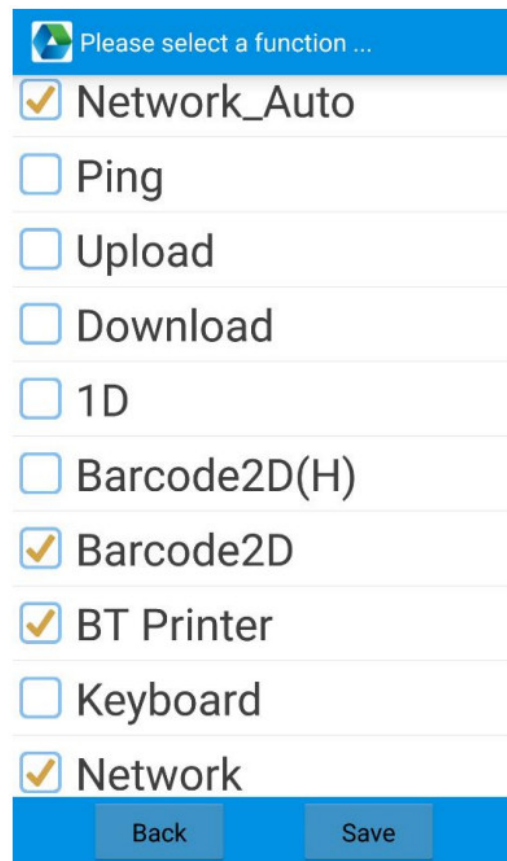 Please select a function ...
Network_Auto
Ping
Upload
Download
1D
Barcode2D(H)
Barcode2D
BT Printer
Keyboard
Network
Back Save